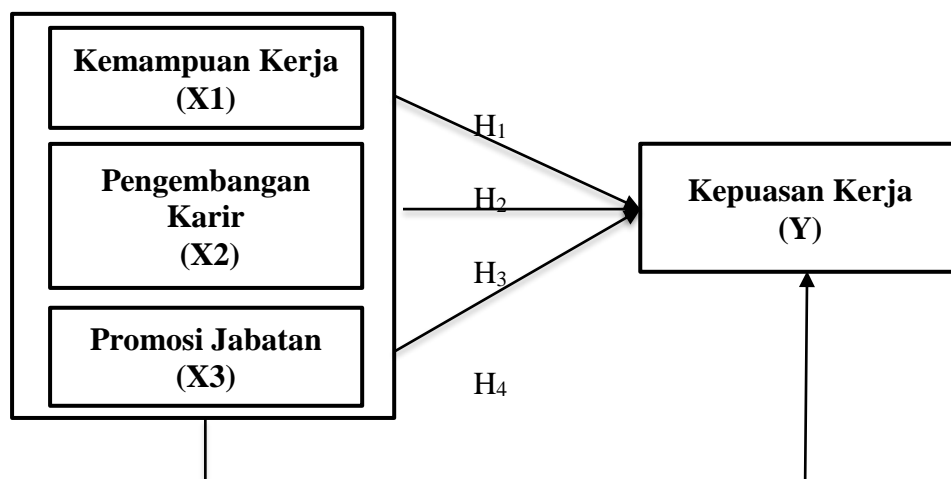 Kemampuan Kerja
(X1)
H1
Pengembangan
Karir
(X2)
H2
Kepuasan Kerja
(Y)
H3
Promosi Jabatan
(X3)
H4